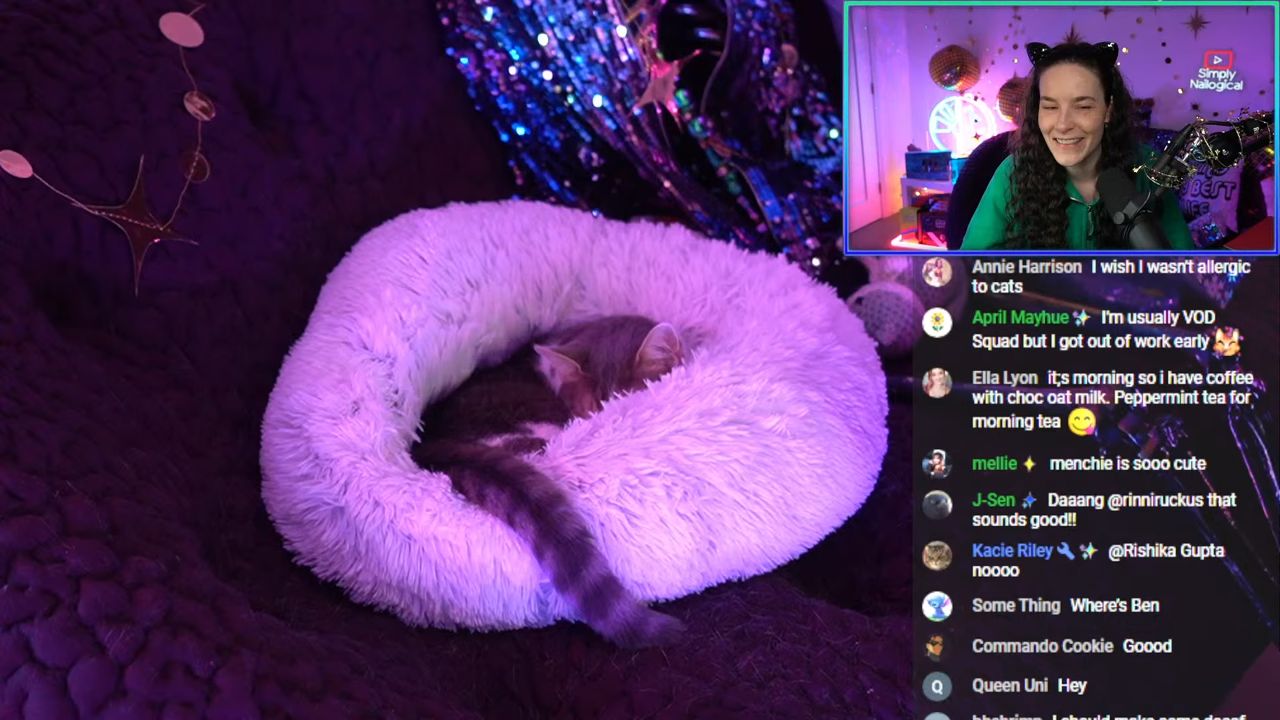 Simply
Nailogical
BEST
Annie Harrison I wish I wasn't allergic
to cats
April Mayhue I'm usually VOD
Squad but I got out of work early
Ella Lyon it;s morning so i have coffee
with choc oat milk. Peppermint tea for
morning tea
mellie menchie is sooo cute
J-Sen Daaang @rinniruckus that
sounds good!!
Kacie Riley @Rishika Gupta
noooo
Some Thing Where's Ben
Commando Cookie Goood
Q Queen Uni Hey